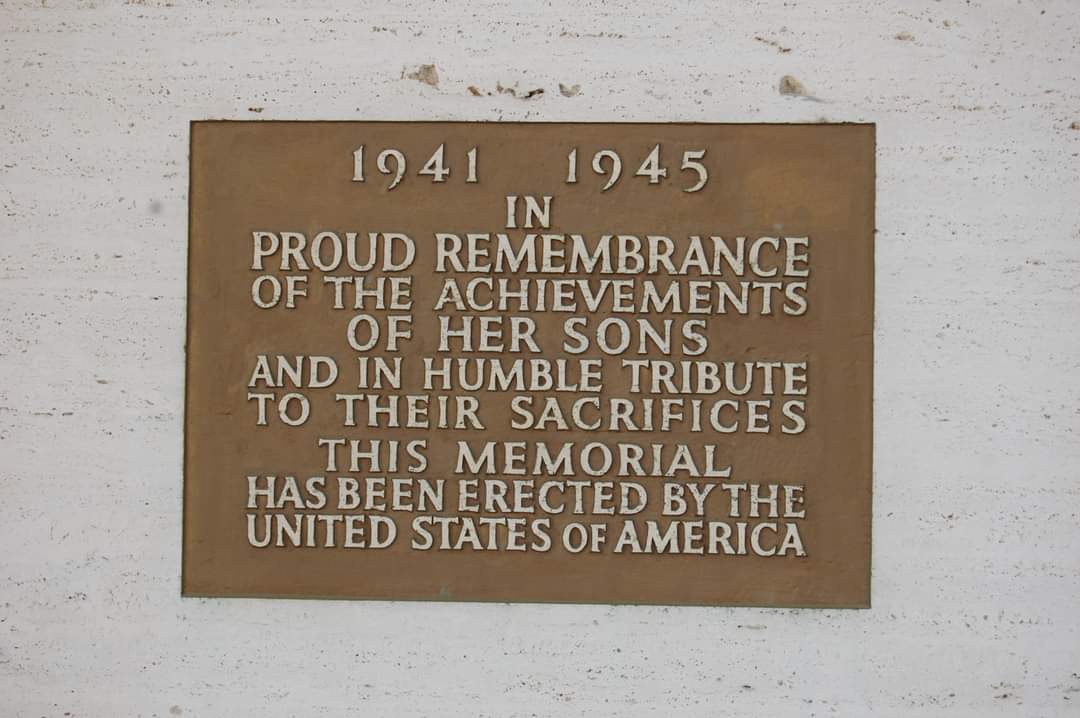 1941 1945
IN
PROUD REMEMBRANCE
OF THE ACHIEVEMENTS
OF HER SONS
AND IN HUMBLE TRIBUTE
TO THEIR SACRIFICES
THIS MEMORIAL
HAS BEEN ERECTED BY THE
UNITED STATES OF AMERICA